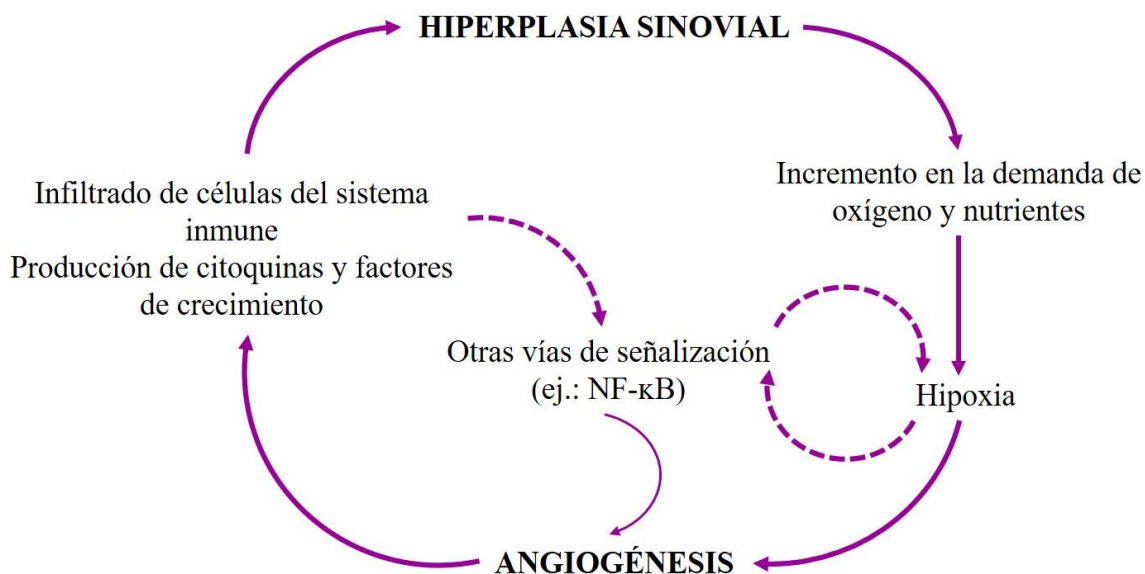 HIPERPLASIA SINOVIAL
Incremento en la demanda de
oxígeno y nutrientes
Infiltrado de células del sistema
inmune
Producción de citoquinas y factores
de crecimiento
Otras vías de señalización
(ej.: NF-κB)
Hipoxia
ANGIOGÉNESIS